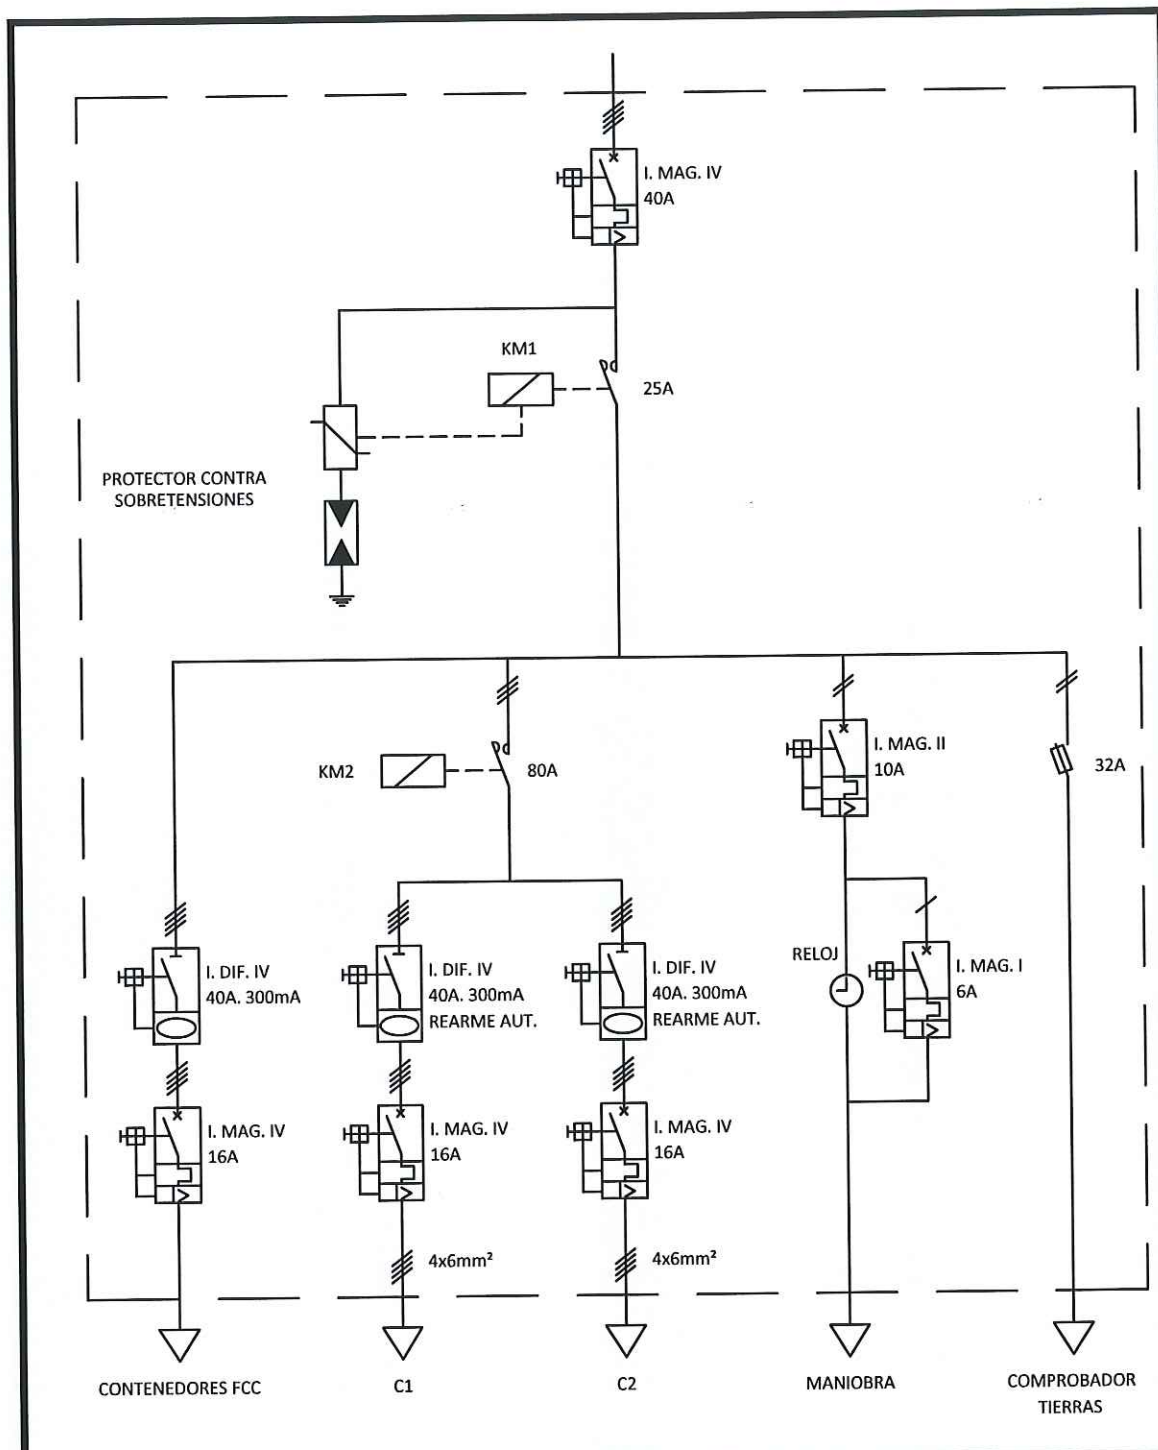 I. MAG. IV
40A
KM1
25A
PROTECTOR CONTRA
SOBRETENSIONES
KM2
80A
I. MAG. II
10A
32A
I. DIF. IV
40A. 300mA
I. DIF. IV
40A. 300mA
REARME AUT.
I. DIF. IV
40A. 300mA
REARME AUT.
RELOJ
I. MAG. I
6A
I. MAG. IV
16A
I. MAG. IV
16A
I. MAG. IV
16A
4x6mm²
4x6mm²
CONTENEDORES FCC
C1
C2
MANIOBRA
COMPROBADOR
TIERRAS